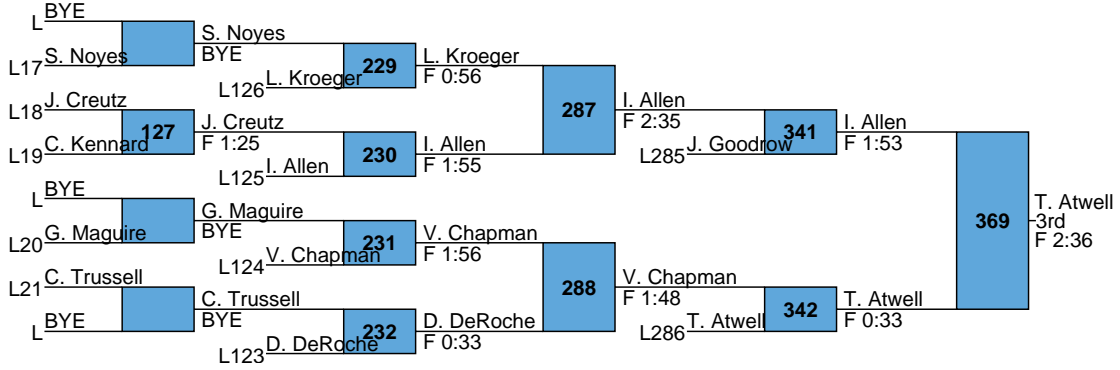 BYE
L
S. Noyes
L17
S. Noyes
BYE
229
L. Kroeger
L126
L. Kroeger
F 0:56
J. Creutz
L18
127
C. Kennard
L19
J. Creutz
F 1:25
230
I. Allen
L125
I. Allen
F 1:55
287
I. Allen
F 2:35
341
J. Goodrow
L285
I. Allen
F 1:53
BYE
L
G. Maguire
L20
G. Maguire
BYE
231
V. Chapman
L124
V. Chapman
F 1:56
C. Trussell
L21
BYE
L
C. Trussell
BYE
232
D. DeRoche
L123
D. DeRoche
F 0:33
288
V. Chapman
F 1:48
342
T. Atwell
L286
T. Atwell
F 0:33
369
T. Atwell
3rd
F 2:36